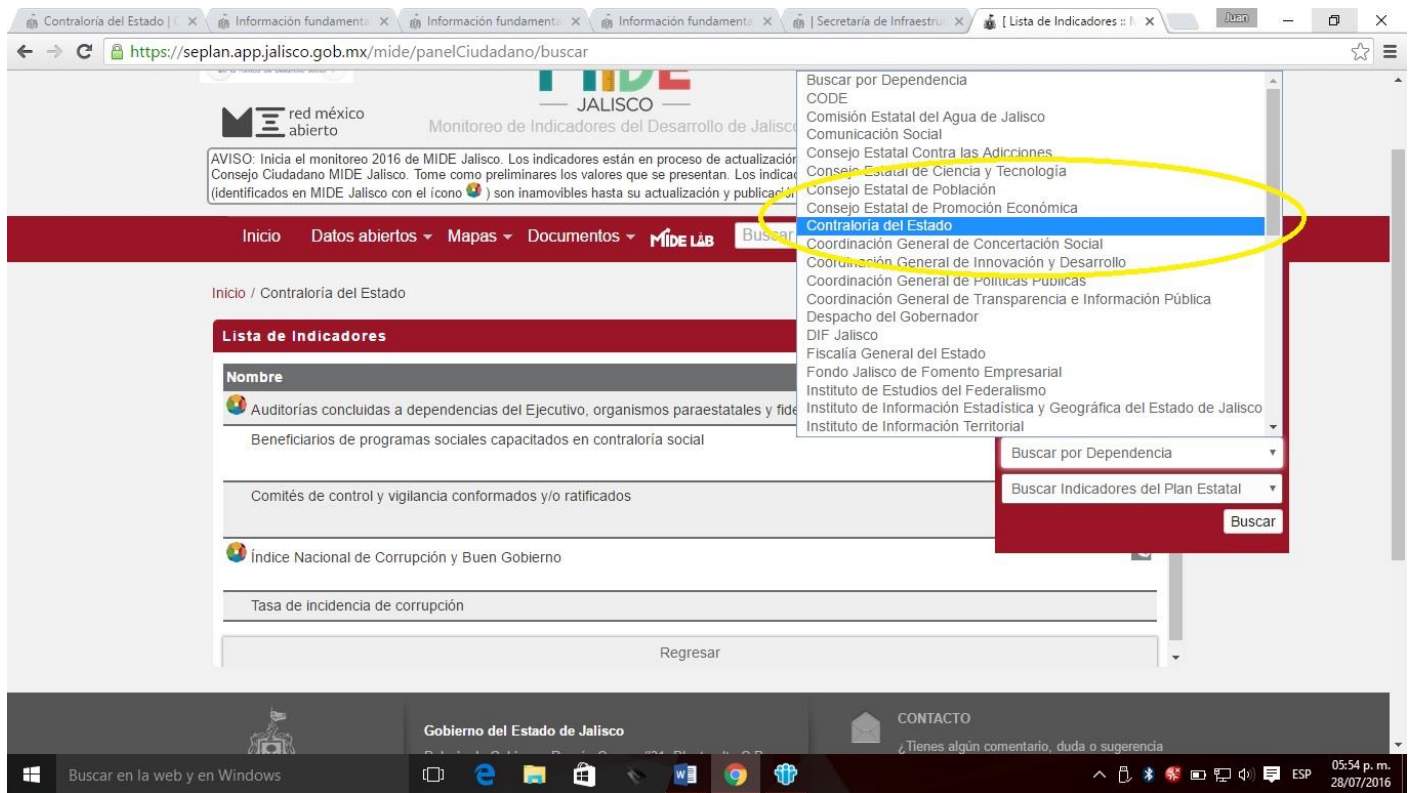 Contraloría del Estado |
Información fundamenta
Información fundamenta
Información fundamenta
| Secretaría de Infraestru
[ Lista de Indicadores ::
Juan
https://seplan.app.jalisco.gob.mx/mide/panelCiudadano/buscar
red méxico
abierto
MIDE
JALISCO
Monitoreo de Indicadores del Desarrollo de Jalisco
AVISO: Inicia el monitoreo 2016 de MIDE Jalisco. Los indicadores están en proceso de actualización
Consejo Ciudadano MIDE Jalisco. Tome como preliminares los valores que se presentan. Los indica
(identificados en MIDE Jalisco con el ícono ) son inamovibles hasta su actualización y publicació
Buscar por Dependencia
CODE
Comisión Estatal del Agua de Jalisco
Comunicación Social
Consejo Estatal Contra las Adicciones
Consejo Estatal de Ciencia y Tecnología
Consejo Estatal de Población
Consejo Estatal de Promoción Económica
Contraloría del Estado
Coordinación General de Concertación Social
Coordinación General de Innovación y Desarrollo
Coordinación General de Políticas Públicas
Coordinación General de Transparencia e Información Pública
Despacho del Gobernador
DIF Jalisco
Fiscalía General del Estado
Fondo Jalisco de Fomento Empresarial
Instituto de Estudios del Federalismo
Instituto de Información Estadística y Geográfica del Estado de Jalisco
Instituto de Información Territorial
Inicio Datos abiertos Mapas Documentos MIDE LAB Buscar
Inicio / Contraloría del Estado
Lista de Indicadores
Nombre
Auditorías concluidas a dependencias del Ejecutivo, organismos paraestatales y fide
Beneficiarios de programas sociales capacitados en contraloría social
Comités de control y vigilancia conformados y/o ratificados
Índice Nacional de Corrupción y Buen Gobierno
Tasa de incidencia de corrupción
Regresar
Buscar por Dependencia
Buscar Indicadores del Plan Estatal
Buscar
Gobierno del Estado de Jalisco
CONTACTO
¿Tienes algún comentario, duda o sugerencia
Buscar en la web y en Windows
ESP
05:54 p. m.
28/07/2016